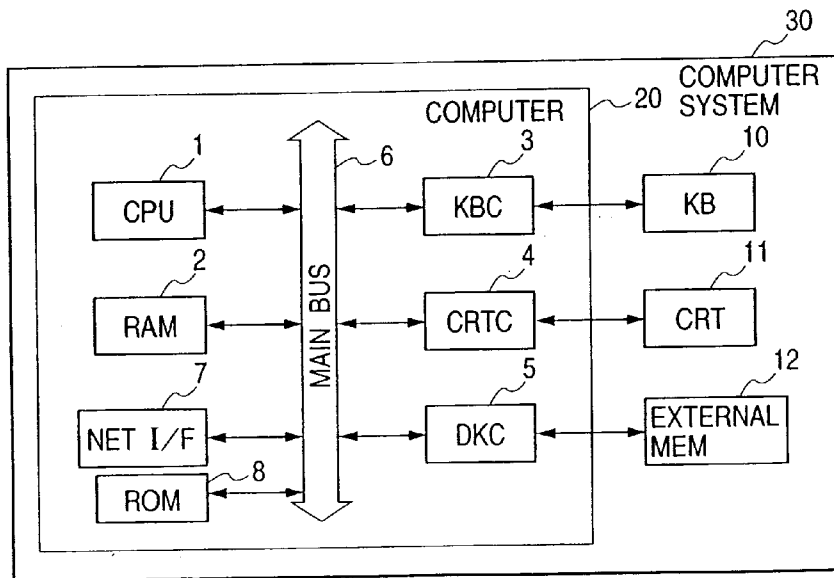 30
COMPUTER
SYSTEM
20
COMPUTER
1
CPU
6
3
KBC
10
KB
2
RAM
MAIN BUS
4
CRTC
11
CRT
7
NET I/F
5
DKC
12
EXTERNAL
MEM
8
ROM